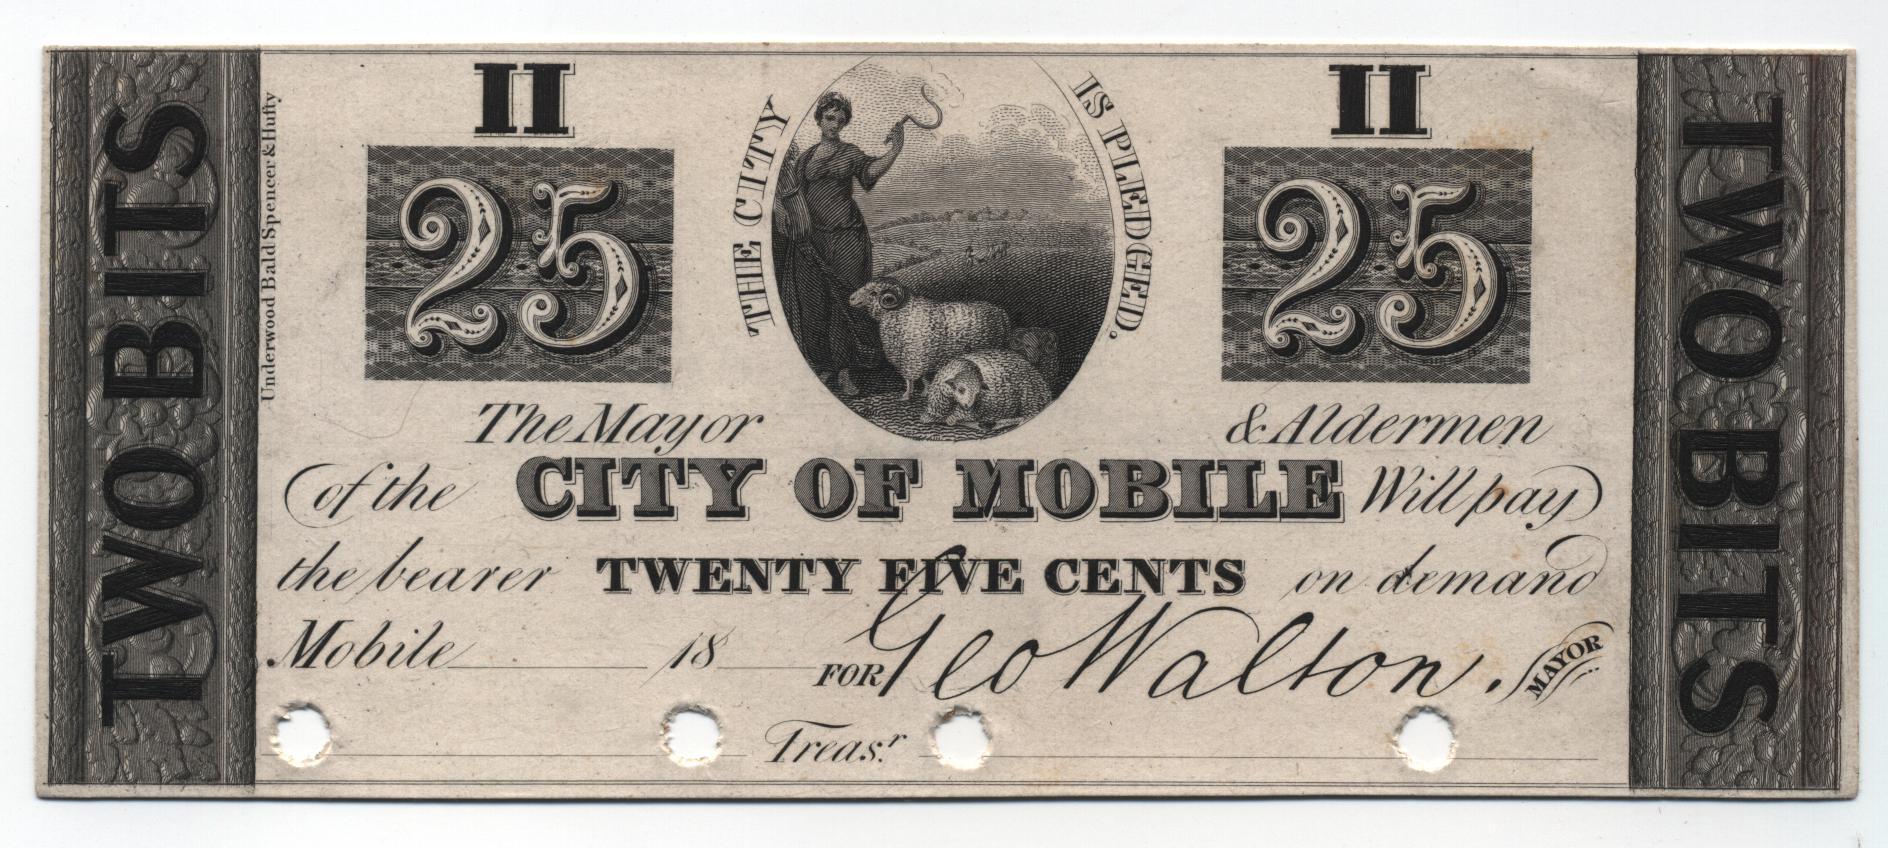 TWO BITS
Underwood Bald Spencer & Hufty
II
II
25
THE CITY
IS PLEDGED.
25
The Mayor & Aldermen
of the CITY OF MOBILE Will pay
the bearer TWENTY FIVE CENTS on demand
Mobile 18 FOR Geo Walton. MAYOR
Treas.r
TWO BITS